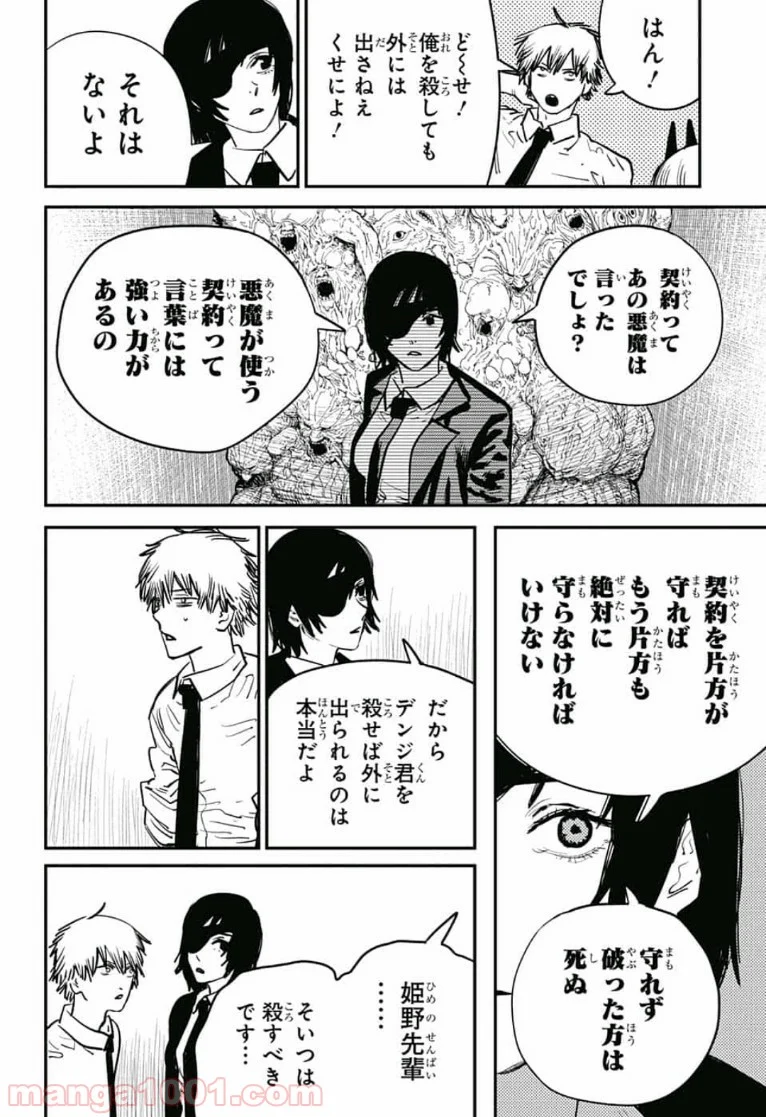 はん!
ど〜せ!
俺を殺しても
外には
出さねえ
くせによ!
それは
ないよ
契約って
あの悪魔は
言った
でしょ?
悪魔が使う
契約って
言葉には
強い力が
あるの
契約を片方が
守れば
もう片方も
絶対に
守らなければ
いけない
守れず
破った方は
死ぬ
だから
デンジ君を
殺せば外に
出られるのは
本当だよ
姫野先輩
……
そいつは
殺すべき
です…
manga1001.com